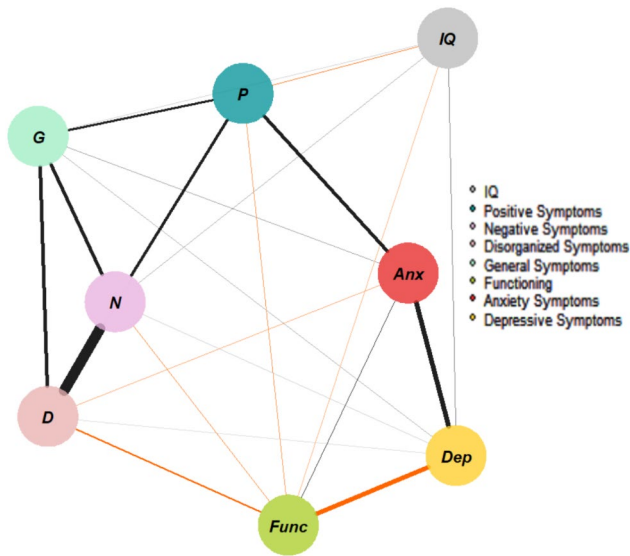 IQ
P
G
Anx
N
D
Dep
Func
IQ
Positive Symptoms
Negative Symptoms
Disorganized Symptoms
General Symptoms
Functioning
Anxiety Symptoms
Depressive Symptoms